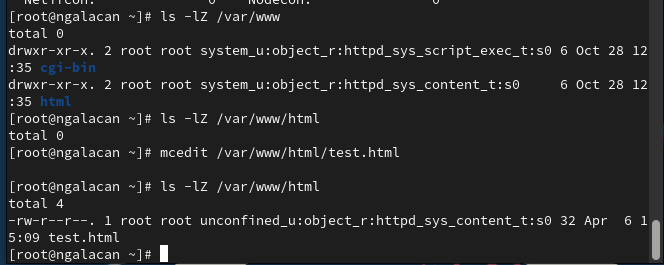 [root@ngalacan ~]# ls -lZ /var/www
total 0
drwxr-xr-x. 2 root root system_u:object_r:httpd_sys_script_exec_t:s0 6 Oct 28 12
:35 cgi-bin
drwxr-xr-x. 2 root root system_u:object_r:httpd_sys_content_t:s0     6 Oct 28 12
:35 html
[root@ngalacan ~]# ls -lZ /var/www/html
total 0
[root@ngalacan ~]# mcedit /var/www/html/test.html
[root@ngalacan ~]# ls -lZ /var/www/html
total 4
-rw-r--r--. 1 root root unconfined_u:object_r:httpd_sys_content_t:s0 32 Apr  6 1
5:09 test.html
[root@ngalacan ~]#